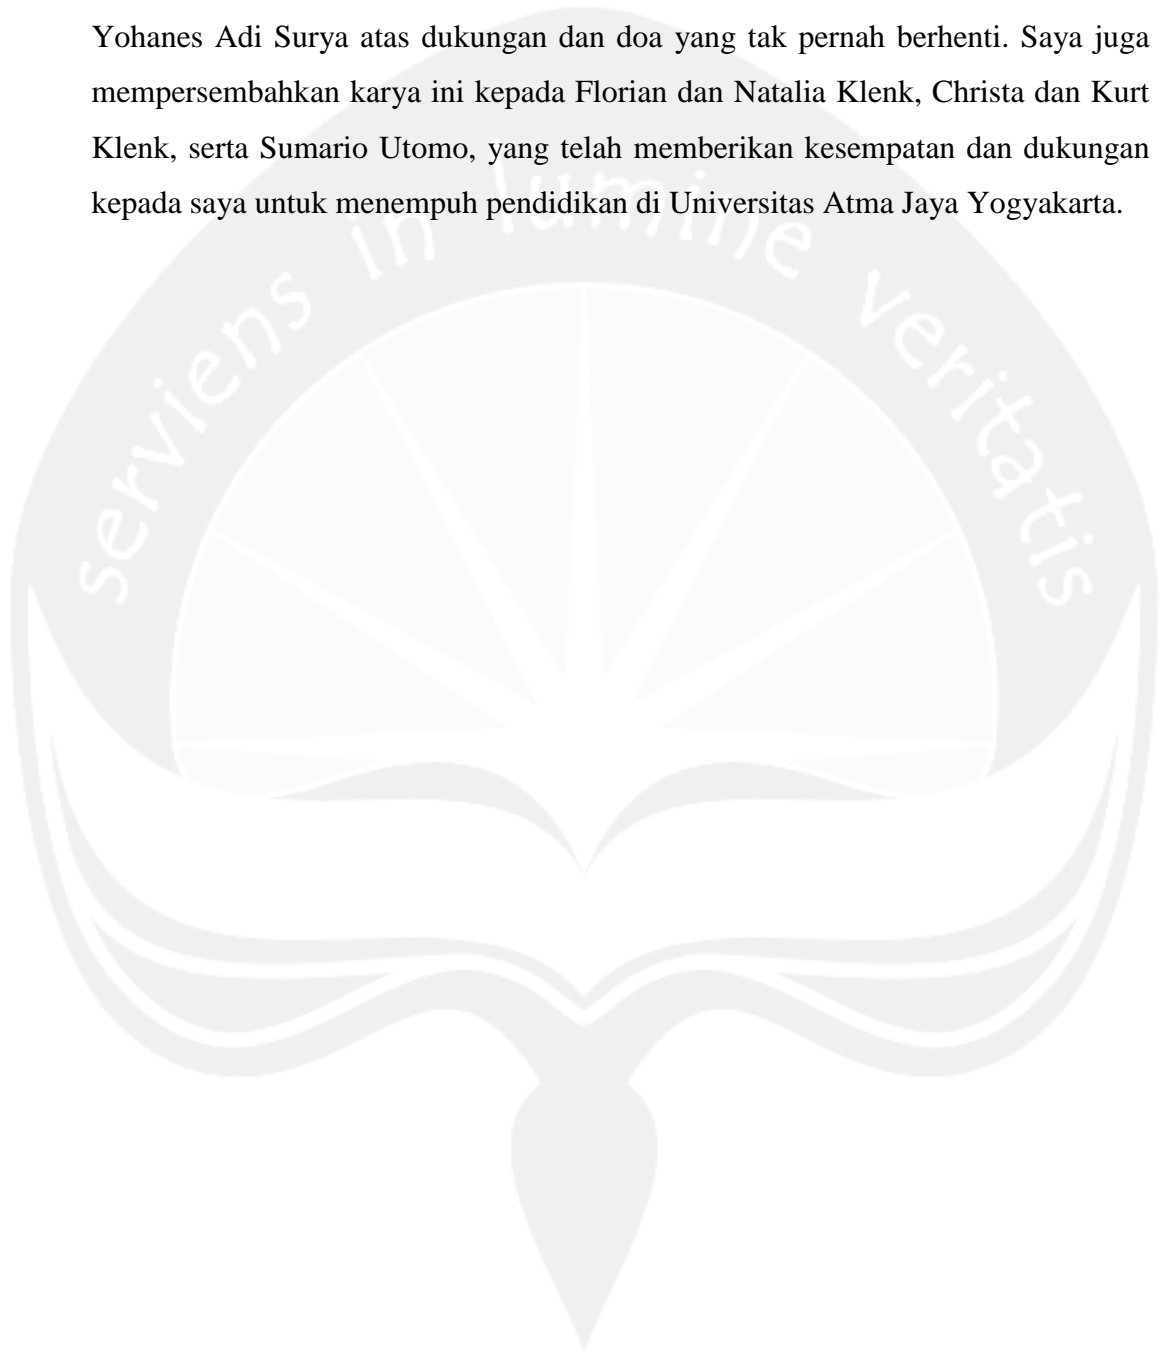 Yohanes Adi Surya atas dukungan dan doa yang tak pernah berhenti. Saya juga
mempersembahkan karya ini kepada Florian dan Natalia Klenk, Christa dan Kurt
Klenk, serta Sumario Utomo, yang telah memberikan kesempatan dan dukungan
kepada saya untuk menempuh pendidikan di Universitas Atma Jaya Yogyakarta.
serviens in lumine veritatis